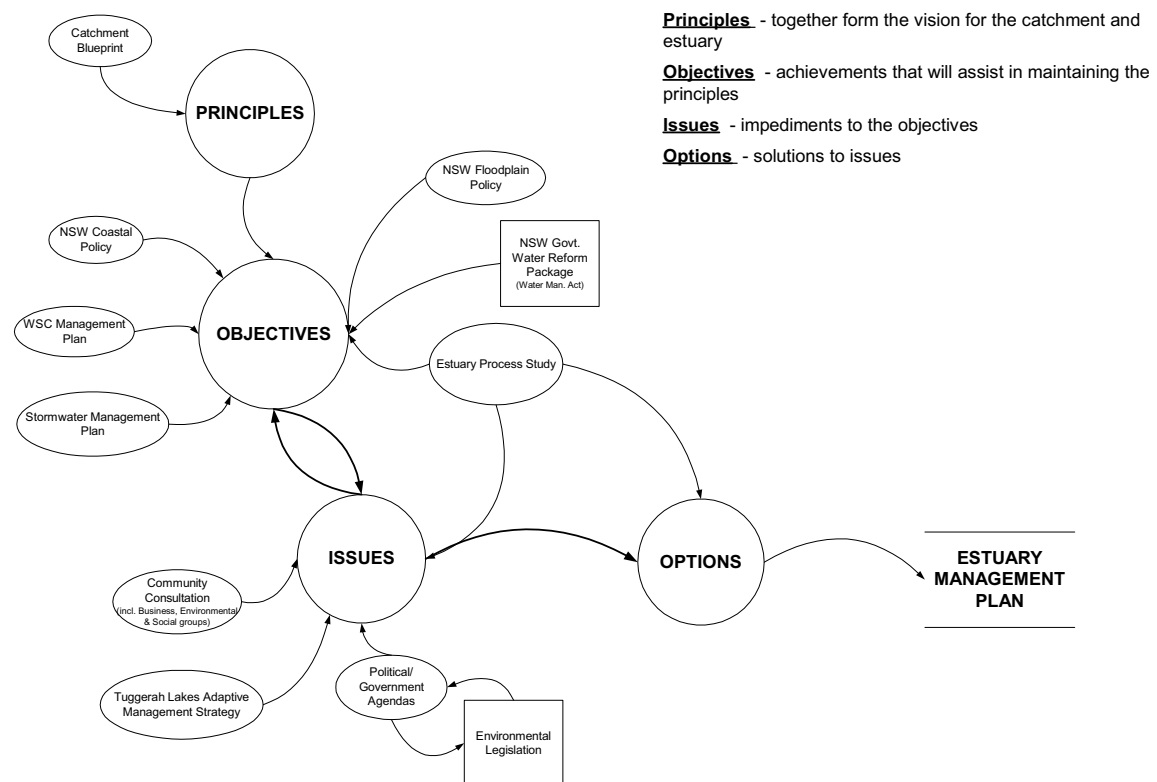 Principles - together form the vision for the catchment and
estuary
Objectives - achievements that will assist in maintaining the
principles
Issues - impediments to the objectives
Options - solutions to issues
Catchment
Blueprint
PRINCIPLES
NSW Floodplain
Policy
NSW Coastal
Policy
NSW Govt.
Water Reform
Package
(Water Man. Act)
WSC Management
Plan
OBJECTIVES
Estuary Process Study
Stormwater Management
Plan
ISSUES
OPTIONS
ESTUARY
MANAGEMENT
PLAN
Community
Consultation
(incl. Business, Environmental
& Social groups)
Political/
Government
Agendas
Tuggerah Lakes Adaptive
Management Strategy
Environmental
Legislation